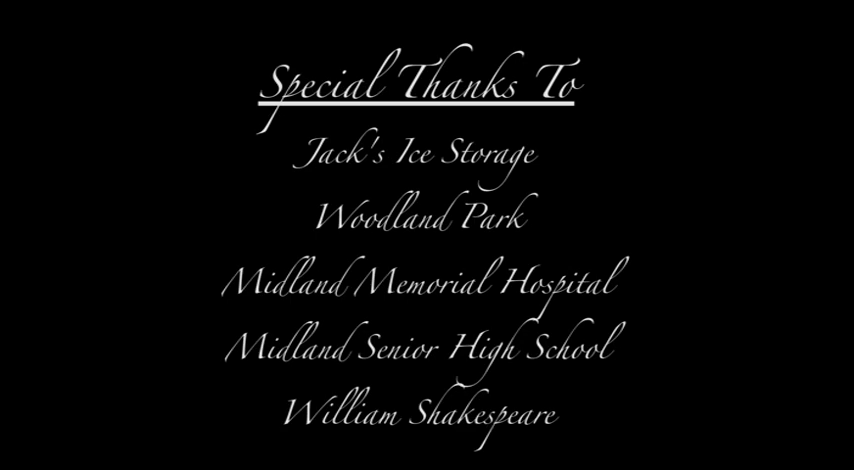 Special Thanks To
Jack's Ice Storage
Woodland Park
Midland Memorial Hospital
Midland Senior High School
William Shakespeare